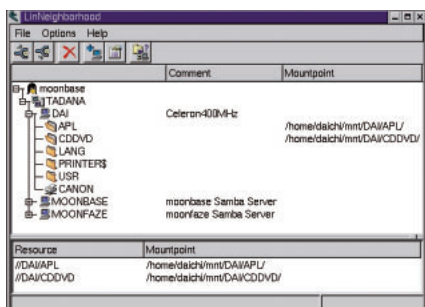 LinNeighborhood
File Options Help
Comment Mountpoint
moonbase
TADANA
DAI Celeron400MHz
APL /home/daichi/mnt/DAI/APL/
CDDVD /home/daichi/mnt/DAI/CDDVD/
LANG
PRINTER$
USR
CANON
MOONBASE moonbase Samba Server
MOONFAZE moonfaze Samba Server
Resource Mountpoint
//DAI/APL /home/daichi/mnt/DAI/APL/
//DAI/CDDVD /home/daichi/mnt/DAI/CDDVD/